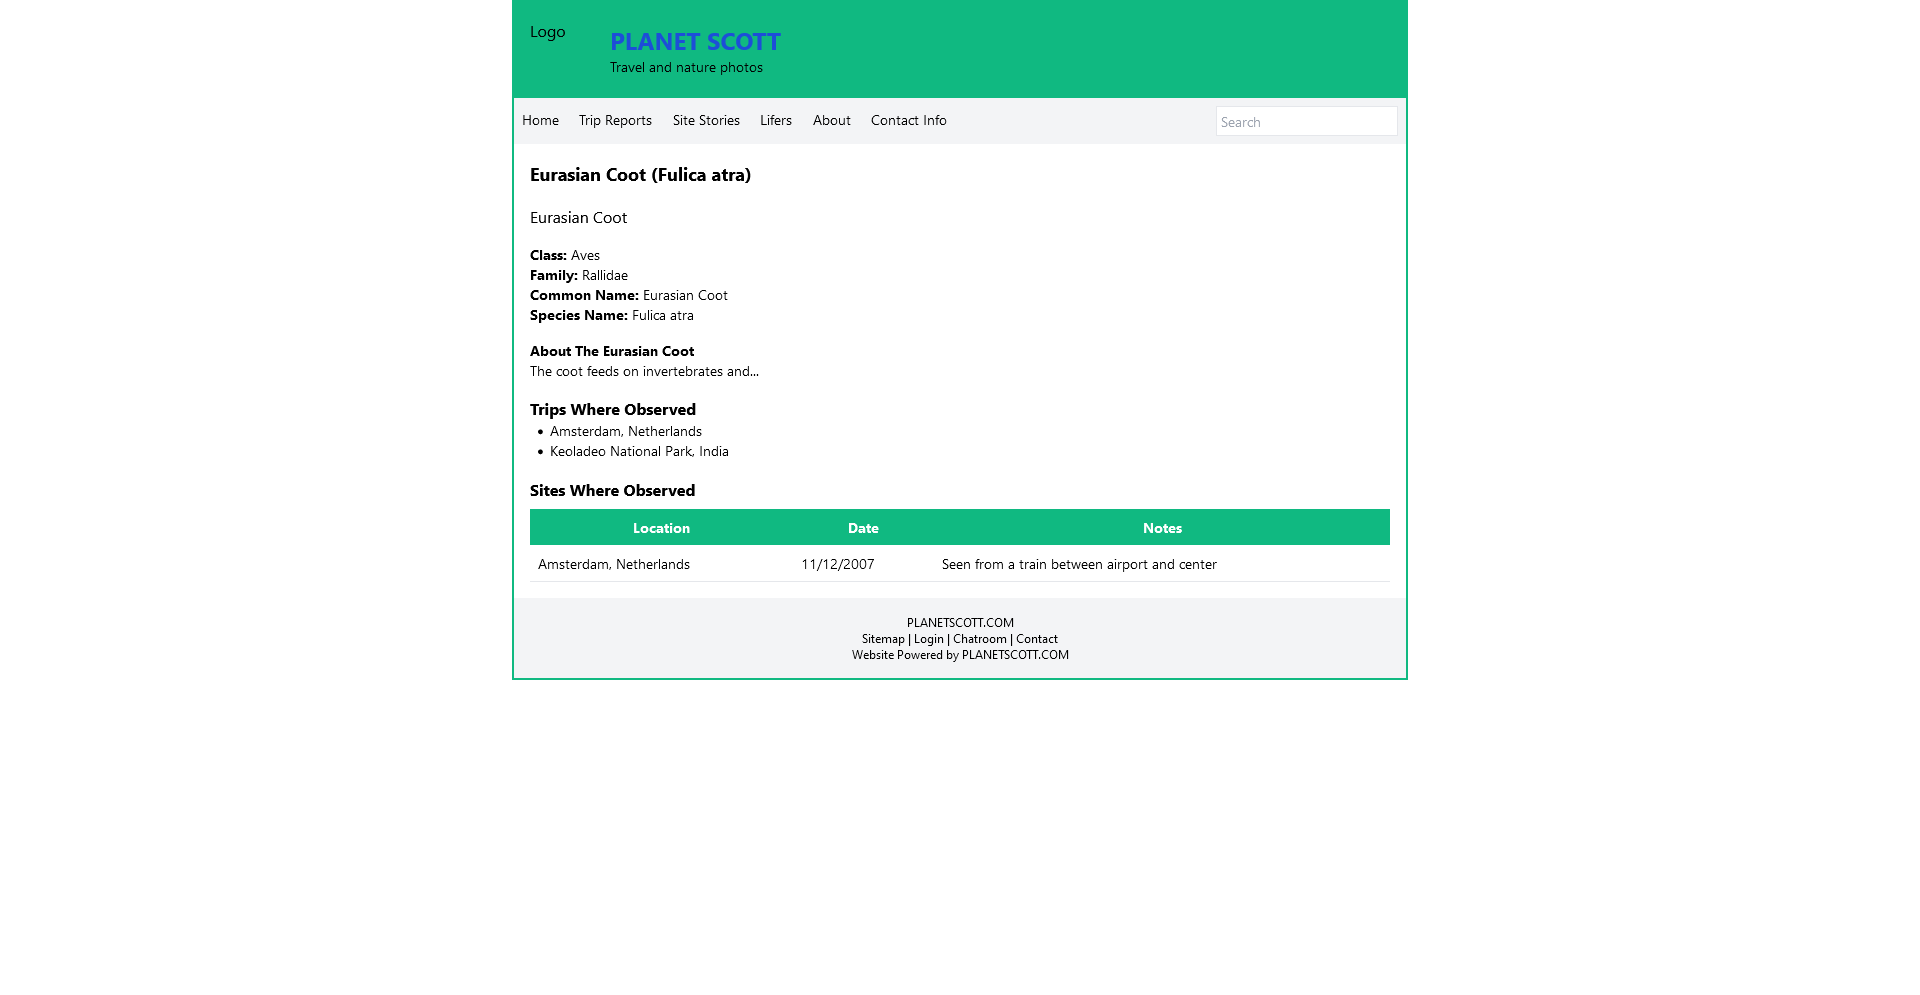 Logo
PLANET SCOTT
Travel and nature photos
Home Trip Reports Site Stories Lifers About Contact Info Search
Eurasian Coot (Fulica atra)
Eurasian Coot
Class: Aves
Family: Rallidae
Common Name: Eurasian Coot
Species Name: Fulica atra
About The Eurasian Coot
The coot feeds on invertebrates and...
Trips Where Observed
• Amsterdam, Netherlands
• Keoladeo National Park, India
Sites Where Observed
Location Date Notes
Amsterdam, Netherlands 11/12/2007 Seen from a train between airport and center
PLANETSCOTT.COM
Sitemap | Login | Chatroom | Contact
Website Powered by PLANETSCOTT.COM